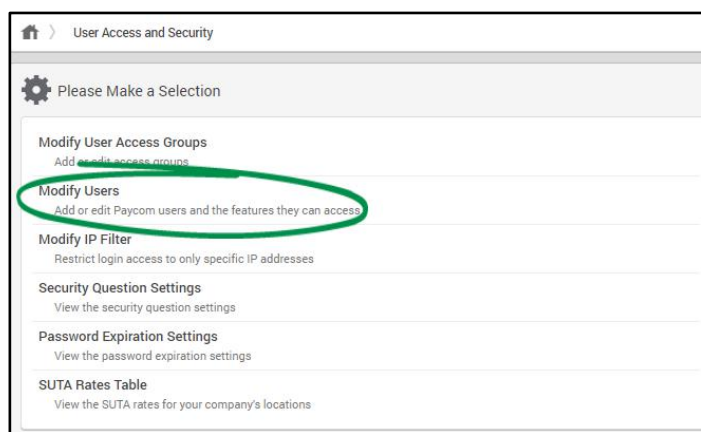 User Access and Security
Please Make a Selection
Modify User Access Groups
Add or edit access groups
Modify Users
Add or edit Paycom users and the features they can access
Modify IP Filter
Restrict login access to only specific IP addresses
Security Question Settings
View the security question settings
Password Expiration Settings
View the password expiration settings
SUTA Rates Table
View the SUTA rates for your company's locations